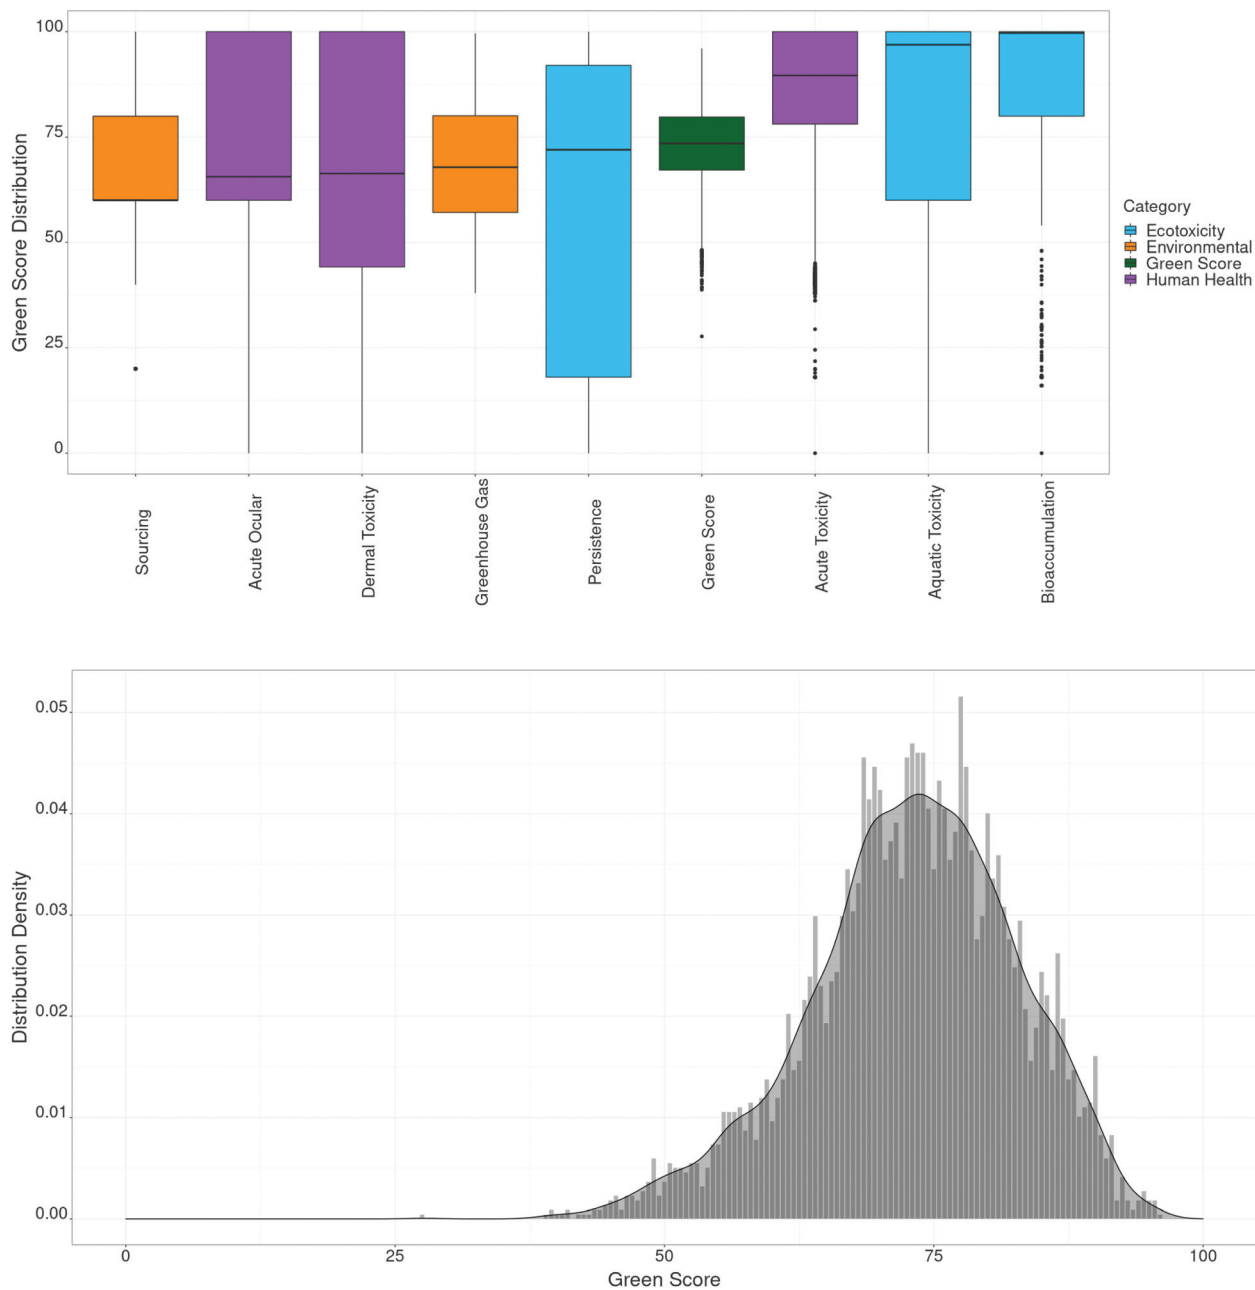 100
75
50
25
0
Green Score Distribution
Sourcing
Acute Ocular
Dermal Toxicity
Greenhouse Gas
Persistence
Green Score
Acute Toxicity
Aquatic Toxicity
Bioaccumulation
Category
Ecotoxicity
Environmental
Green Score
Human Health
0.05
0.04
0.03
0.02
0.01
0.00
Distribution Density
0 25 50 75 100
Green Score